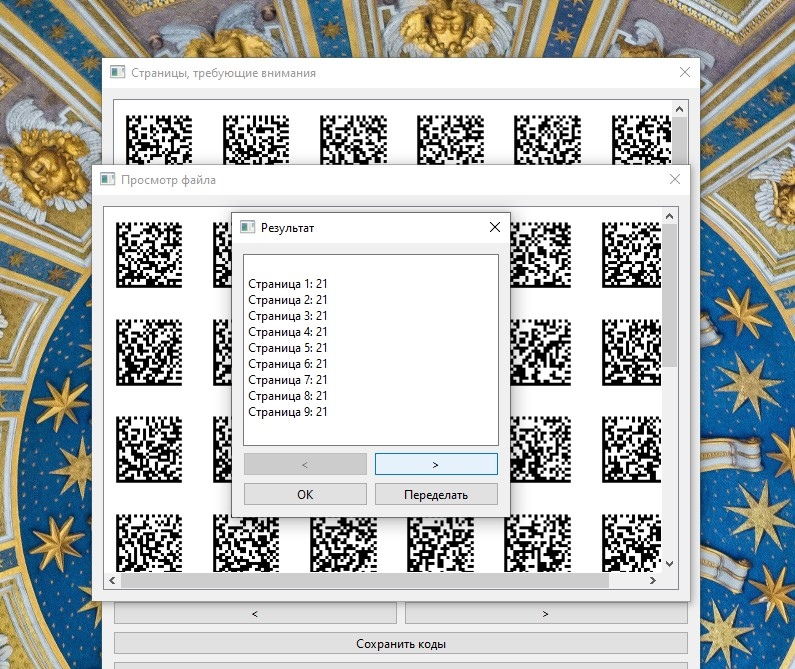 Страницы, требующие внимания
Просмотр файла
Результат
Страница 1: 21
Страница 2: 21
Страница 3: 21
Страница 4: 21
Страница 5: 21
Страница 6: 21
Страница 7: 21
Страница 8: 21
Страница 9: 21
< >
ОК Переделать
< >
Сохранить коды